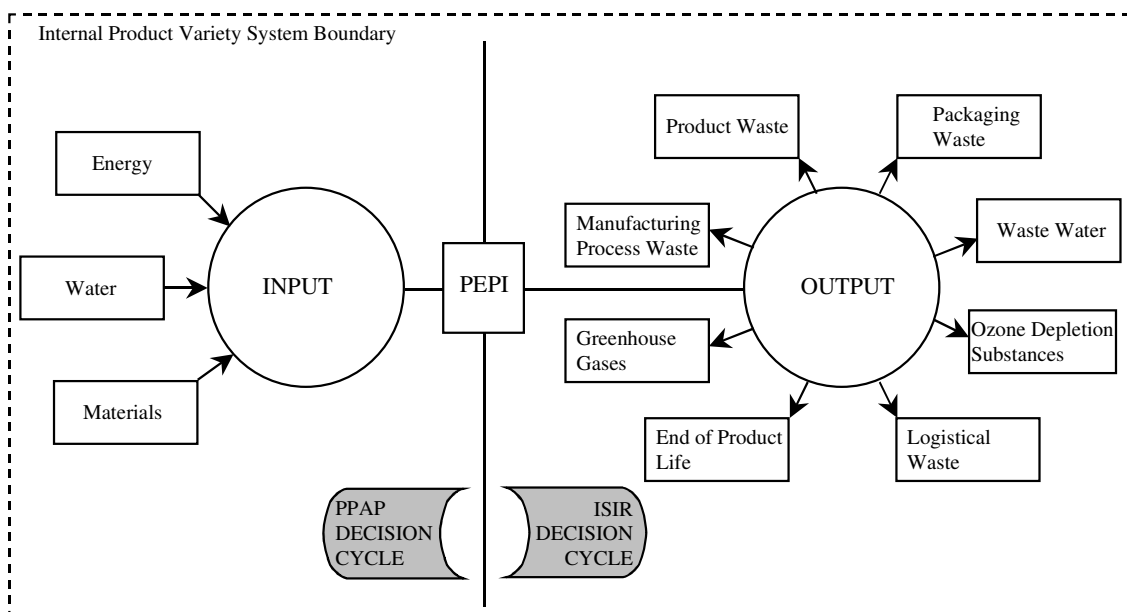 Internal Product Variety System Boundary
Energy
Water
Materials
INPUT
PEPI
Product Waste
Packaging
Waste
Manufacturing
Process Waste
Waste Water
OUTPUT
Greenhouse
Gases
Ozone Depletion
Substances
End of Product
Life
Logistical
Waste
PPAP
DECISION
CYCLE
ISIR
DECISION
CYCLE